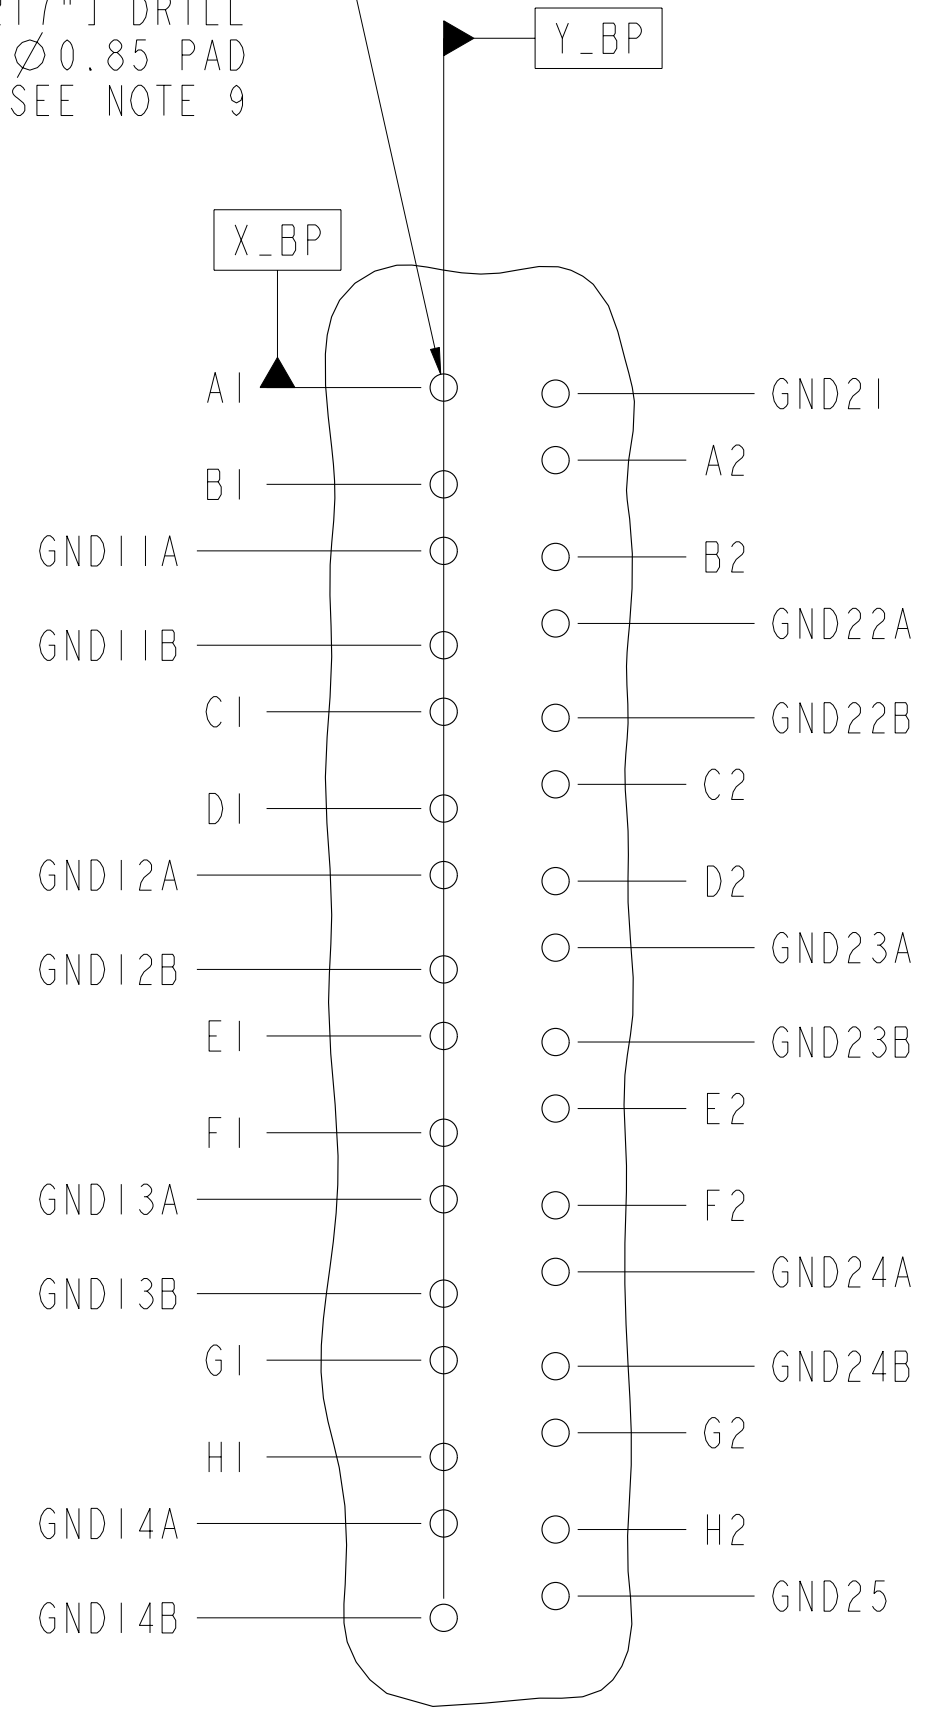 DRILL
Ø0.85 PAD
SEE NOTE 9
Y_BP
X_BP
A1
B1
GND11A
GND11B
C1
D1
GND12A
GND12B
E1
F1
GND13A
GND13B
G1
H1
GND14A
GND14B
GND21
A2
B2
GND22A
GND22B
C2
D2
GND23A
GND23B
E2
F2
GND24A
GND24B
G2
H2
GND25